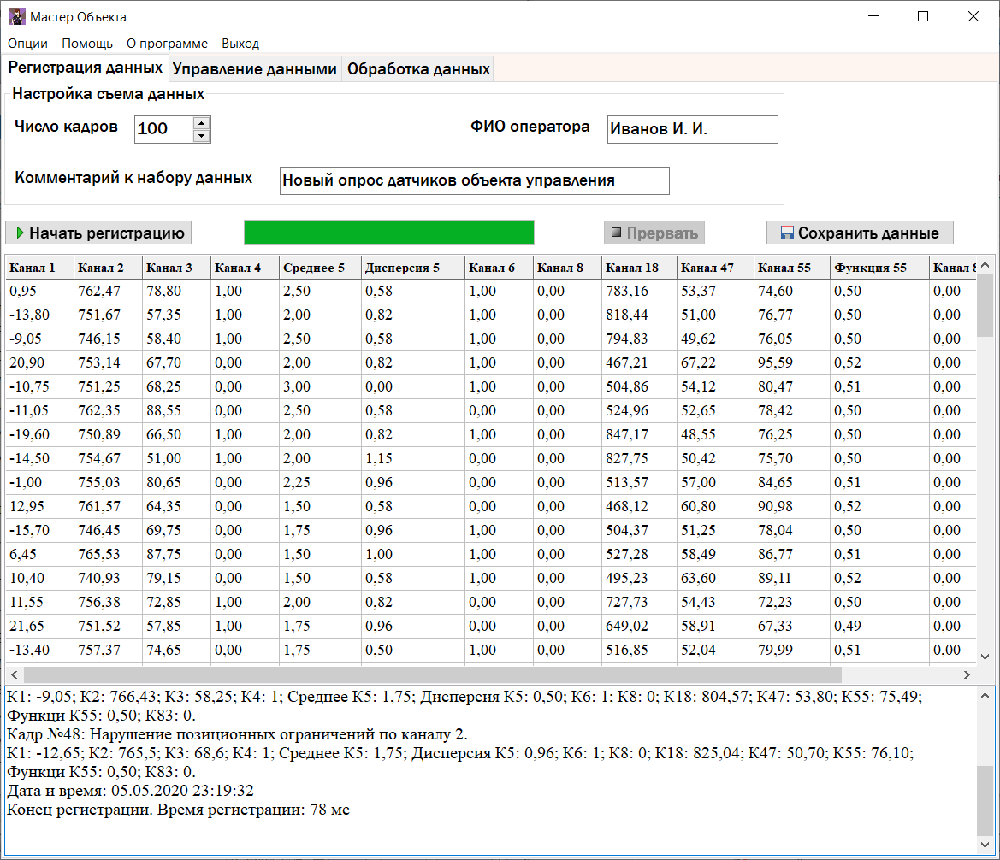 Мастер Объекта
Опции Помощь О программе Выход
Регистрация данных Управление данными Обработка данных
Настройка съема данных
Число кадров 100 ФИО оператора Иванов И. И.
Комментарий к набору данных Новый опрос датчиков объекта управления
Начать регистрацию Прервать Сохранить данные
Канал 1 Канал 2 Канал 3 Канал 4 Среднее 5 Дисперсия 5 Канал 6 Канал 8 Канал 18 Канал 47 Канал 55 Функция 55 Канал
0,95 762,47 78,80 1,00 2,50 0,58 1,00 0,00 783,16 53,37 74,60 0,50 0,00
-13,80 751,67 57,35 1,00 2,00 0,82 1,00 0,00 818,44 51,00 76,77 0,50 0,00
-9,05 746,15 58,40 1,00 2,50 0,58 1,00 0,00 794,83 49,62 76,05 0,50 0,00
20,90 753,14 67,70 0,00 2,00 0,82 1,00 0,00 467,21 67,22 95,59 0,52 0,00
-10,75 751,25 68,25 0,00 3,00 0,00 1,00 0,00 504,86 54,12 80,47 0,51 0,00
-11,05 762,35 88,55 0,00 2,50 0,58 0,00 0,00 524,96 52,65 78,42 0,50 0,00
-19,60 750,89 66,50 1,00 2,00 0,82 1,00 0,00 847,17 48,55 76,25 0,50 0,00
-14,50 754,67 51,00 1,00 2,00 1,15 0,00 0,00 827,75 50,42 75,70 0,50 0,00
-1,00 755,03 80,65 0,00 2,25 0,96 0,00 0,00 513,57 57,00 84,65 0,51 0,00
12,95 761,57 64,35 0,00 1,50 0,58 0,00 0,00 468,12 60,80 90,98 0,52 0,00
-15,70 746,45 69,75 0,00 1,75 0,96 1,00 0,00 504,37 51,25 78,04 0,50 0,00
6,45 765,53 87,75 0,00 1,50 1,00 1,00 0,00 527,28 58,49 86,77 0,51 0,00
10,40 740,93 79,15 0,00 1,50 0,58 1,00 0,00 495,23 63,60 89,11 0,52 0,00
11,55 756,38 72,85 1,00 2,00 0,82 0,00 0,00 727,73 54,43 72,23 0,50 0,00
21,65 751,52 57,85 1,00 1,75 0,96 0,00 0,00 649,02 58,91 67,33 0,49 0,00
-13,40 757,37 74,65 0,00 1,75 0,50 1,00 0,00 516,85 52,04 79,99 0,51 0,00
К1: -9,05; К2: 766,43; К3: 58,25; К4: 1; Среднее К5: 1,75; Дисперсия К5: 0,50; К6: 1; К8: 0; К18: 804,57; К47: 53,80; К55: 75,49;
Функци К55: 0,50; К83: 0.
Кадр №48: Нарушение позиционных ограничений по каналу 2.
К1: -12,65; К2: 765,5; К3: 68,6; К4: 1; Среднее К5: 1,75; Дисперсия К5: 0,96; К6: 1; К8: 0; К18: 825,04; К47: 50,70; К55: 76,10;
Функци К55: 0,50; К83: 0.
Дата и время: 05.05.2020 23:19:32
Конец регистрации. Время регистрации: 78 мс